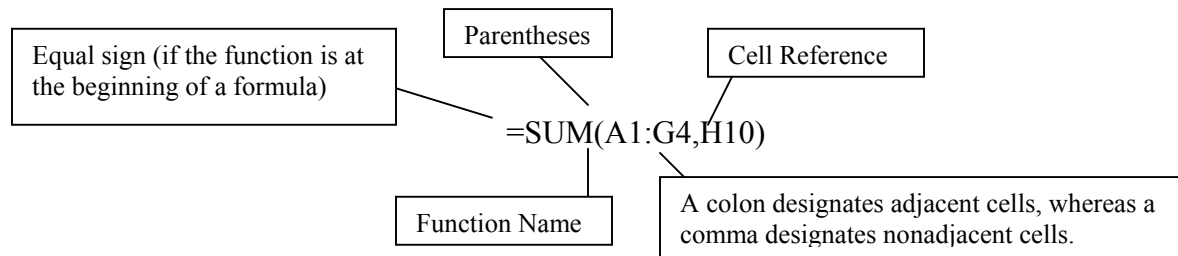 Parentheses
Equal sign (if the function is at
the beginning of a formula)
Cell Reference
=SUM(A1:G4,H10)
Function Name
A colon designates adjacent cells, whereas a
comma designates nonadjacent cells.